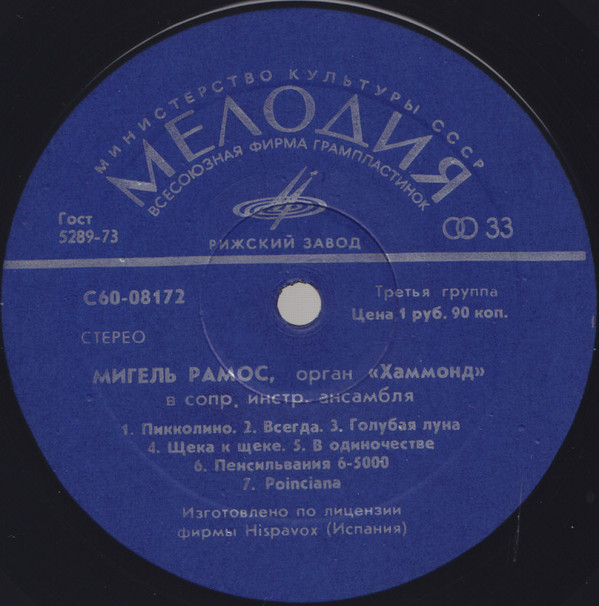 МИНИСТЕРСТВО КУЛЬТУРЫ СССР
МЕЛОДИЯ
ВСЕСОЮЗНАЯ ФИРМА ГРАМПЛАСТИНОК
Гост
5289-73
33
РИЖСКИЙ ЗАВОД
С60-08172
Третья группа
Цена 1 руб. 90 коп.
СТЕРЕО
МИГЕЛЬ РАМОС, орган «Хаммонд»
в сопр. инстр. ансамбля
1. Пикколино. 2. Всегда. 3. Голубая луна
4. Щека к щеке. 5. В одиночестве
6. Пенсильвания 6-5000
7. Poinciana
Изготовлено по лицензии
фирмы Hispavox (Испания)